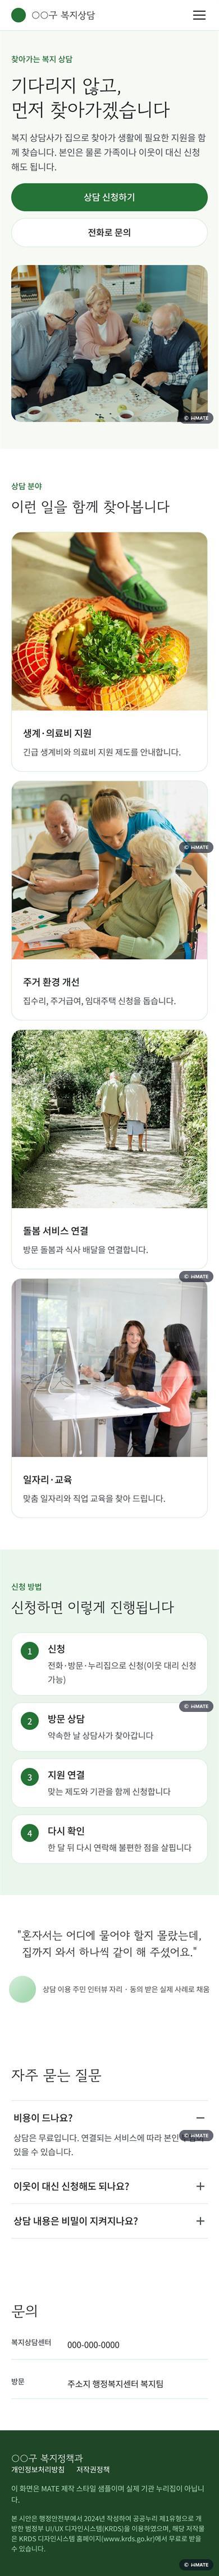 ○○구 복지상담
찾아가는 복지 상담
기다리지 않고,
먼저 찾아가겠습니다
복지 상담사가 집으로 찾아가 생활에 필요한 지원을 함
께 찾습니다. 본인은 물론 가족이나 이웃이 대신 신청
해도 됩니다.
상담 신청하기
전화로 문의
© HiMATE
상담 분야
이런 일을 함께 찾아봅니다
생계·의료비 지원
긴급 생계비와 의료비 지원 제도를 안내합니다.
© HiMATE
주거 환경 개선
집수리, 주거급여, 임대주택 신청을 돕습니다.
돌봄 서비스 연결
방문 돌봄과 식사 배달을 연결합니다.
© HiMATE
일자리·교육
맞춤 일자리와 직업 교육을 찾아 드립니다.
신청 방법
신청하면 이렇게 진행됩니다
1 신청
전화·방문·누리집으로 신청(이웃 대리 신청
가능)
© HiMATE
2 방문 상담
약속한 날 상담사가 찾아갑니다
3 지원 연결
맞는 제도와 기관을 함께 신청합니다
4 다시 확인
한 달 뒤 다시 연락해 불편한 점을 살핍니다
"혼자서는 어디에 물어야 할지 몰랐는데,
집까지 와서 하나씩 같이 해 주셨어요."
상담 이용 주민 인터뷰 자리 · 동의 받은 실제 사례로 채움
자주 묻는 질문
비용이 드나요?
상담은 무료입니다. 연결되는 서비스에 따라 본인
© HiMATE
있을 수 있습니다.
이웃이 대신 신청해도 되나요?
상담 내용은 비밀이 지켜지나요?
문의
복지상담센터 000-000-0000
방문 주소지 행정복지센터 복지팀
○○구 복지정책과
개인정보처리방침 저작권정책
이 화면은 MATE 제작 스타일 샘플이며 실제 기관 누리집이 아닙니
다.
본 시안은 행정안전부에서 2024년 작성하여 공공누리 제1유형으로 개
방한 범정부 UI/UX 디자인시스템(KRDS)을 이용하였으며, 해당 저작물
은 KRDS 디자인시스템 홈페이지(www.krds.go.kr)에서 무료로 받을
수 있습니다.
© HiMATE